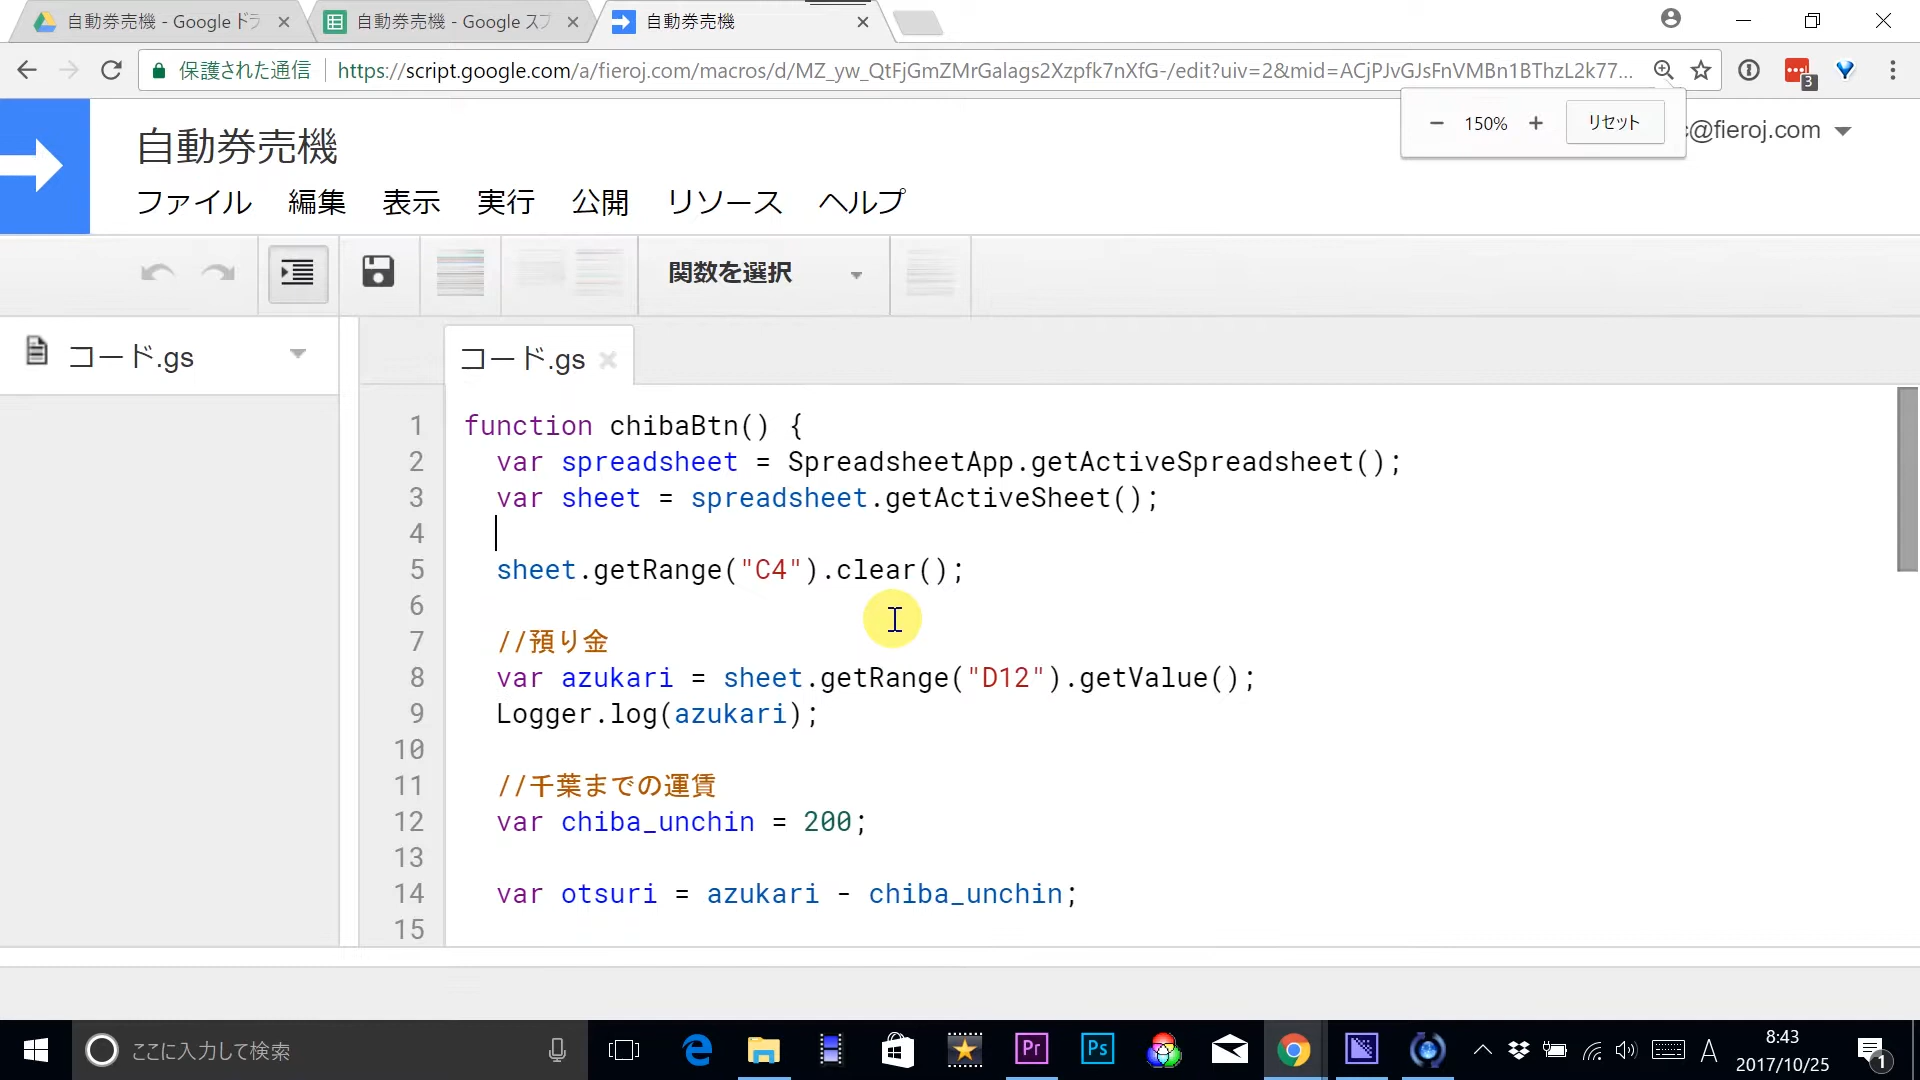 自動券売機 - Google ドラ
自動券売機 - Google スプ
自動券売機
保護された通信
https://script.google.com/a/fieroj.com/macros/d/MZ_yw_QtFjGmZMrGalags2Xzpfk7nXfG-/edit?uiv=2&mid=ACjPJvGJsFnVMBn1BThzL2k77...
3
150%
リセット
自動券売機
c@fieroj.com
ファイル 編集 表示 実行 公開 リソース ヘルプ
関数を選択
コード.gs
コード.gs
1 function chibaBtn() {
2 var spreadsheet = SpreadsheetApp.getActiveSpreadsheet();
3 var sheet = spreadsheet.getActiveSheet();
4
5 sheet.getRange("C4").clear();
6
7 //預り金
8 var azukari = sheet.getRange("D12").getValue();
9 Logger.log(azukari);
10
11 //千葉までの運賃
12 var chiba_unchin = 200;
13
14 var otsuri = azukari - chiba_unchin;
15
ここに入力して検索
Pr
Ps
A
8:43
2017/10/25
1